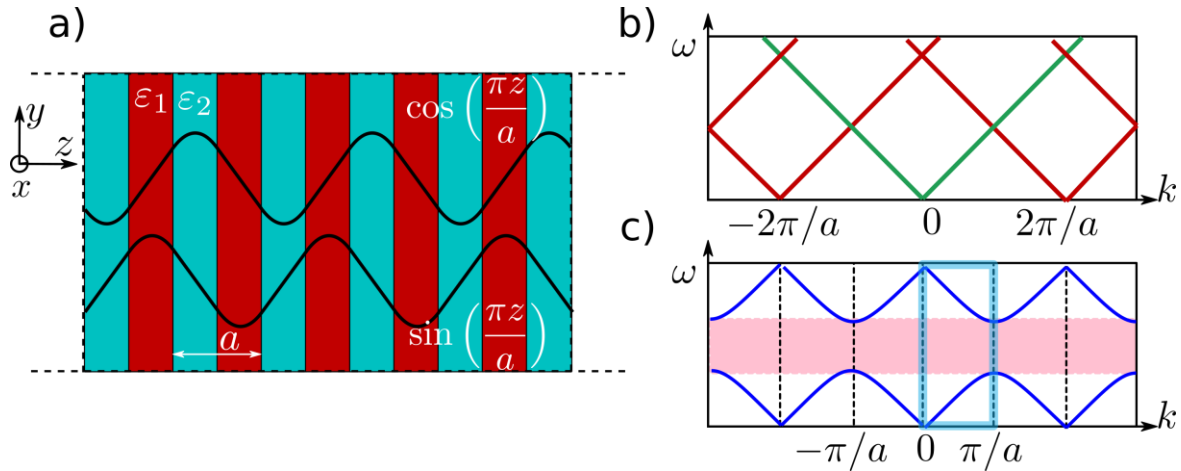 a)
y
z
x
ε₁ ε₂
cos(πz/a)
sin(πz/a)
a
b)
ω
k
−2π/a 0 2π/a
c)
ω
k
−π/a 0 π/a